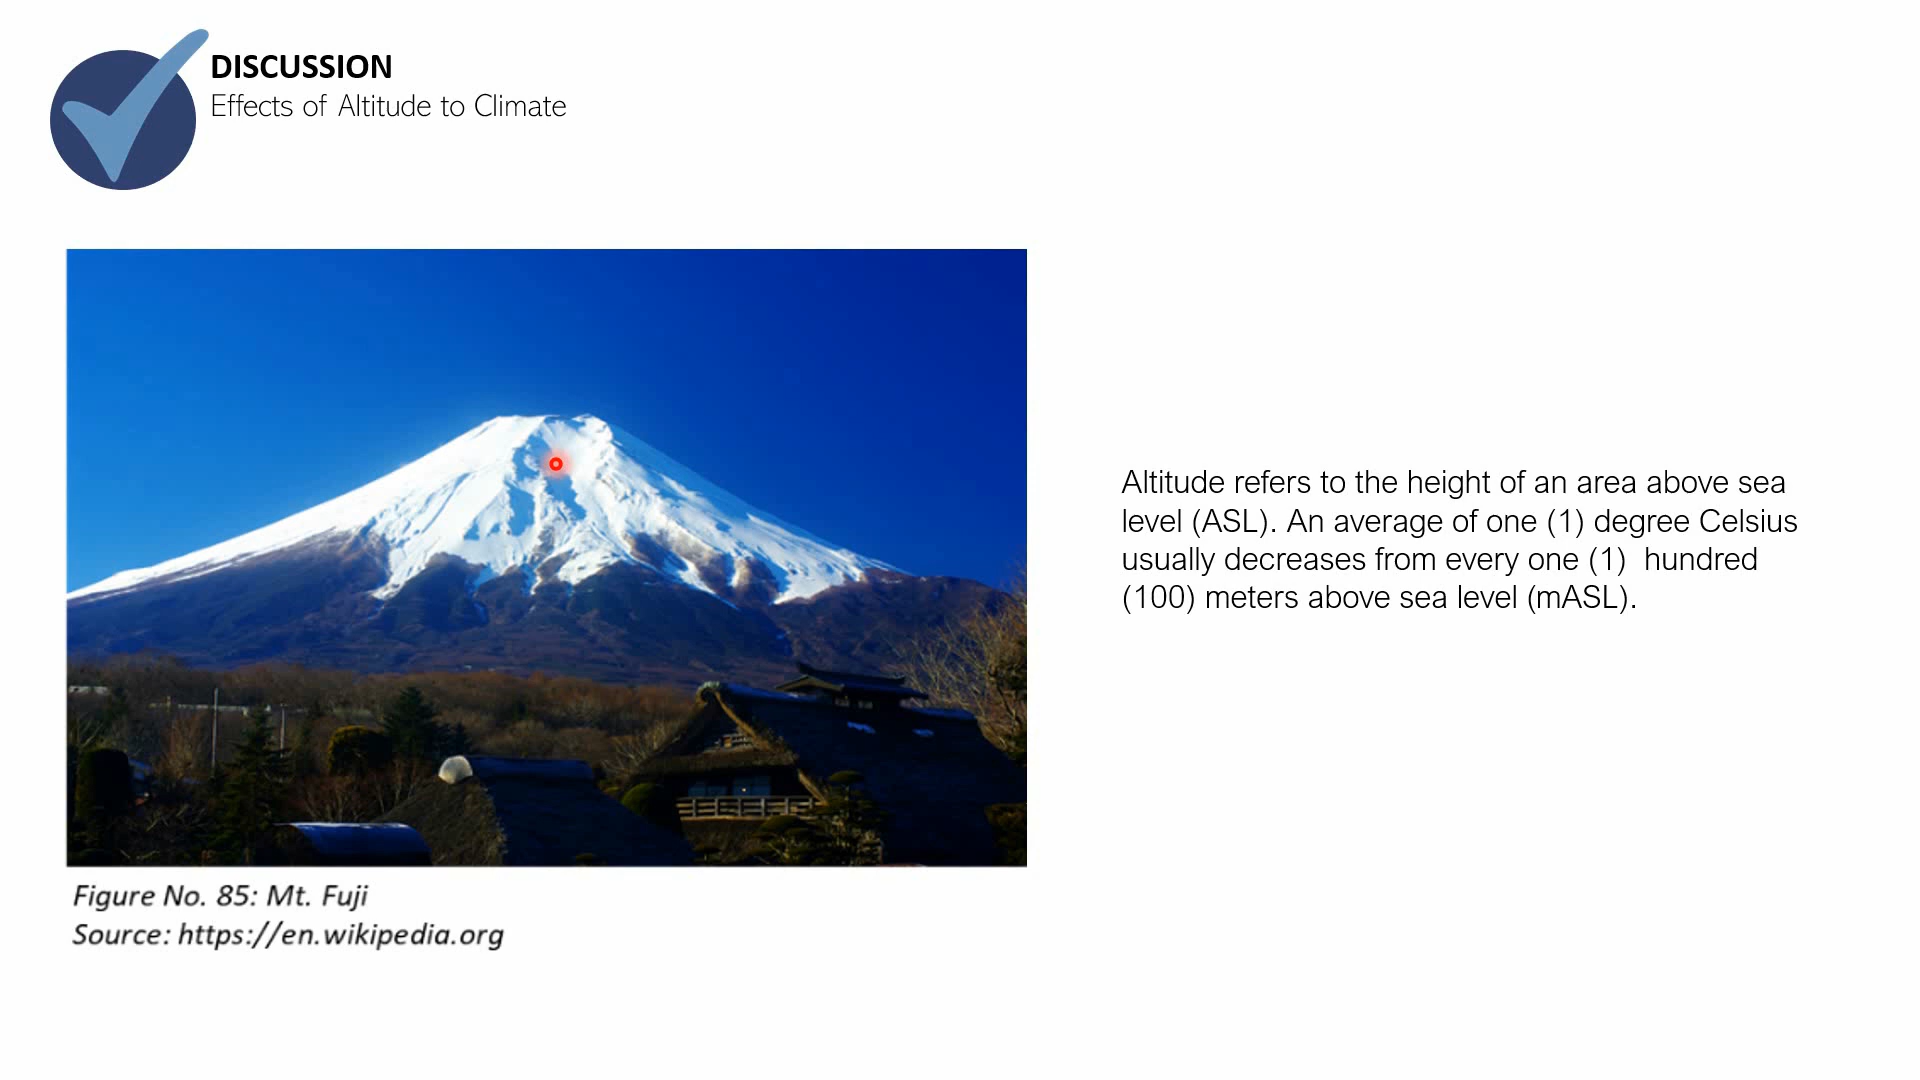 DISCUSSION
Effects of Altitude to Climate
Altitude refers to the height of an area above sea
level (ASL). An average of one (1) degree Celsius
usually decreases from every one (1)  hundred
(100) meters above sea level (mASL).
Figure No. 85: Mt. Fuji
Source: https://en.wikipedia.org